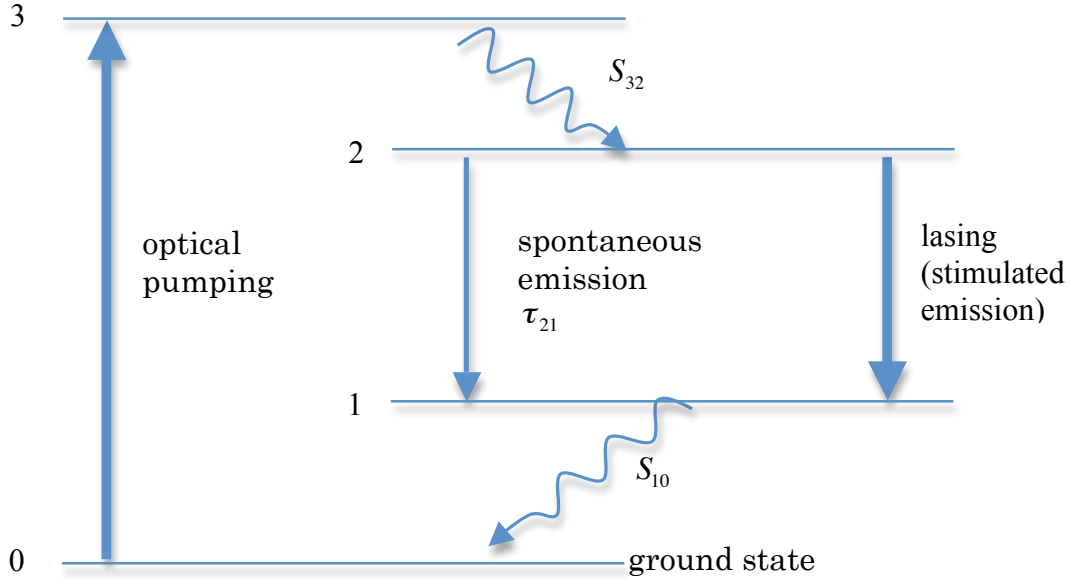 3
S₃₂
2
optical
pumping
spontaneous
emission
τ₂₁
lasing
(stimulated
emission)
1
S₁₀
0
ground state